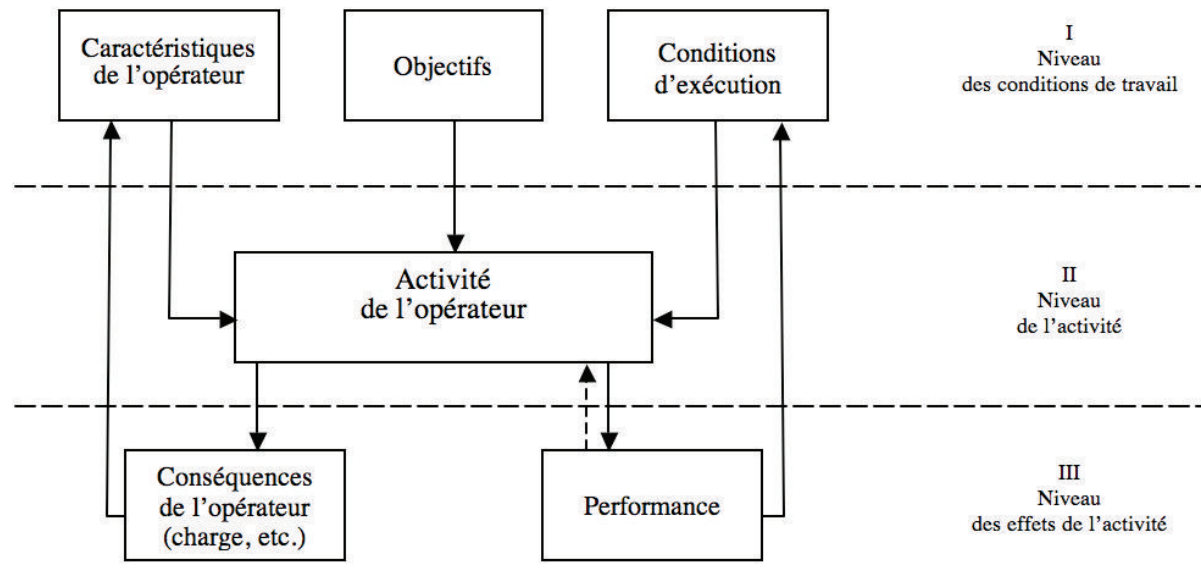 Caractéristiques
de l’opérateur
Objectifs
Conditions
d’exécution
I
Niveau
des conditions de travail
Activité
de l’opérateur
II
Niveau
de l’activité
Conséquences
de l’opérateur
(charge, etc.)
Performance
III
Niveau
des effets de l’activité